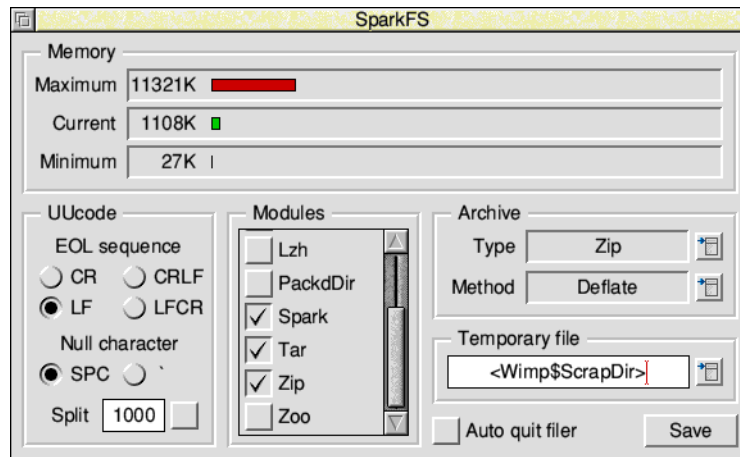 SparkFS
Memory
Maximum 11321K
Current 1108K
Minimum 27K
UUcode
EOL sequence
CR CRLF
LF LFCR
Null character
SPC `
Split 1000
Modules
Lzh
PackdDir
Spark
Tar
Zip
Zoo
Archive
Type Zip
Method Deflate
Temporary file
<Wimp$ScrapDir>
Auto quit filer Save